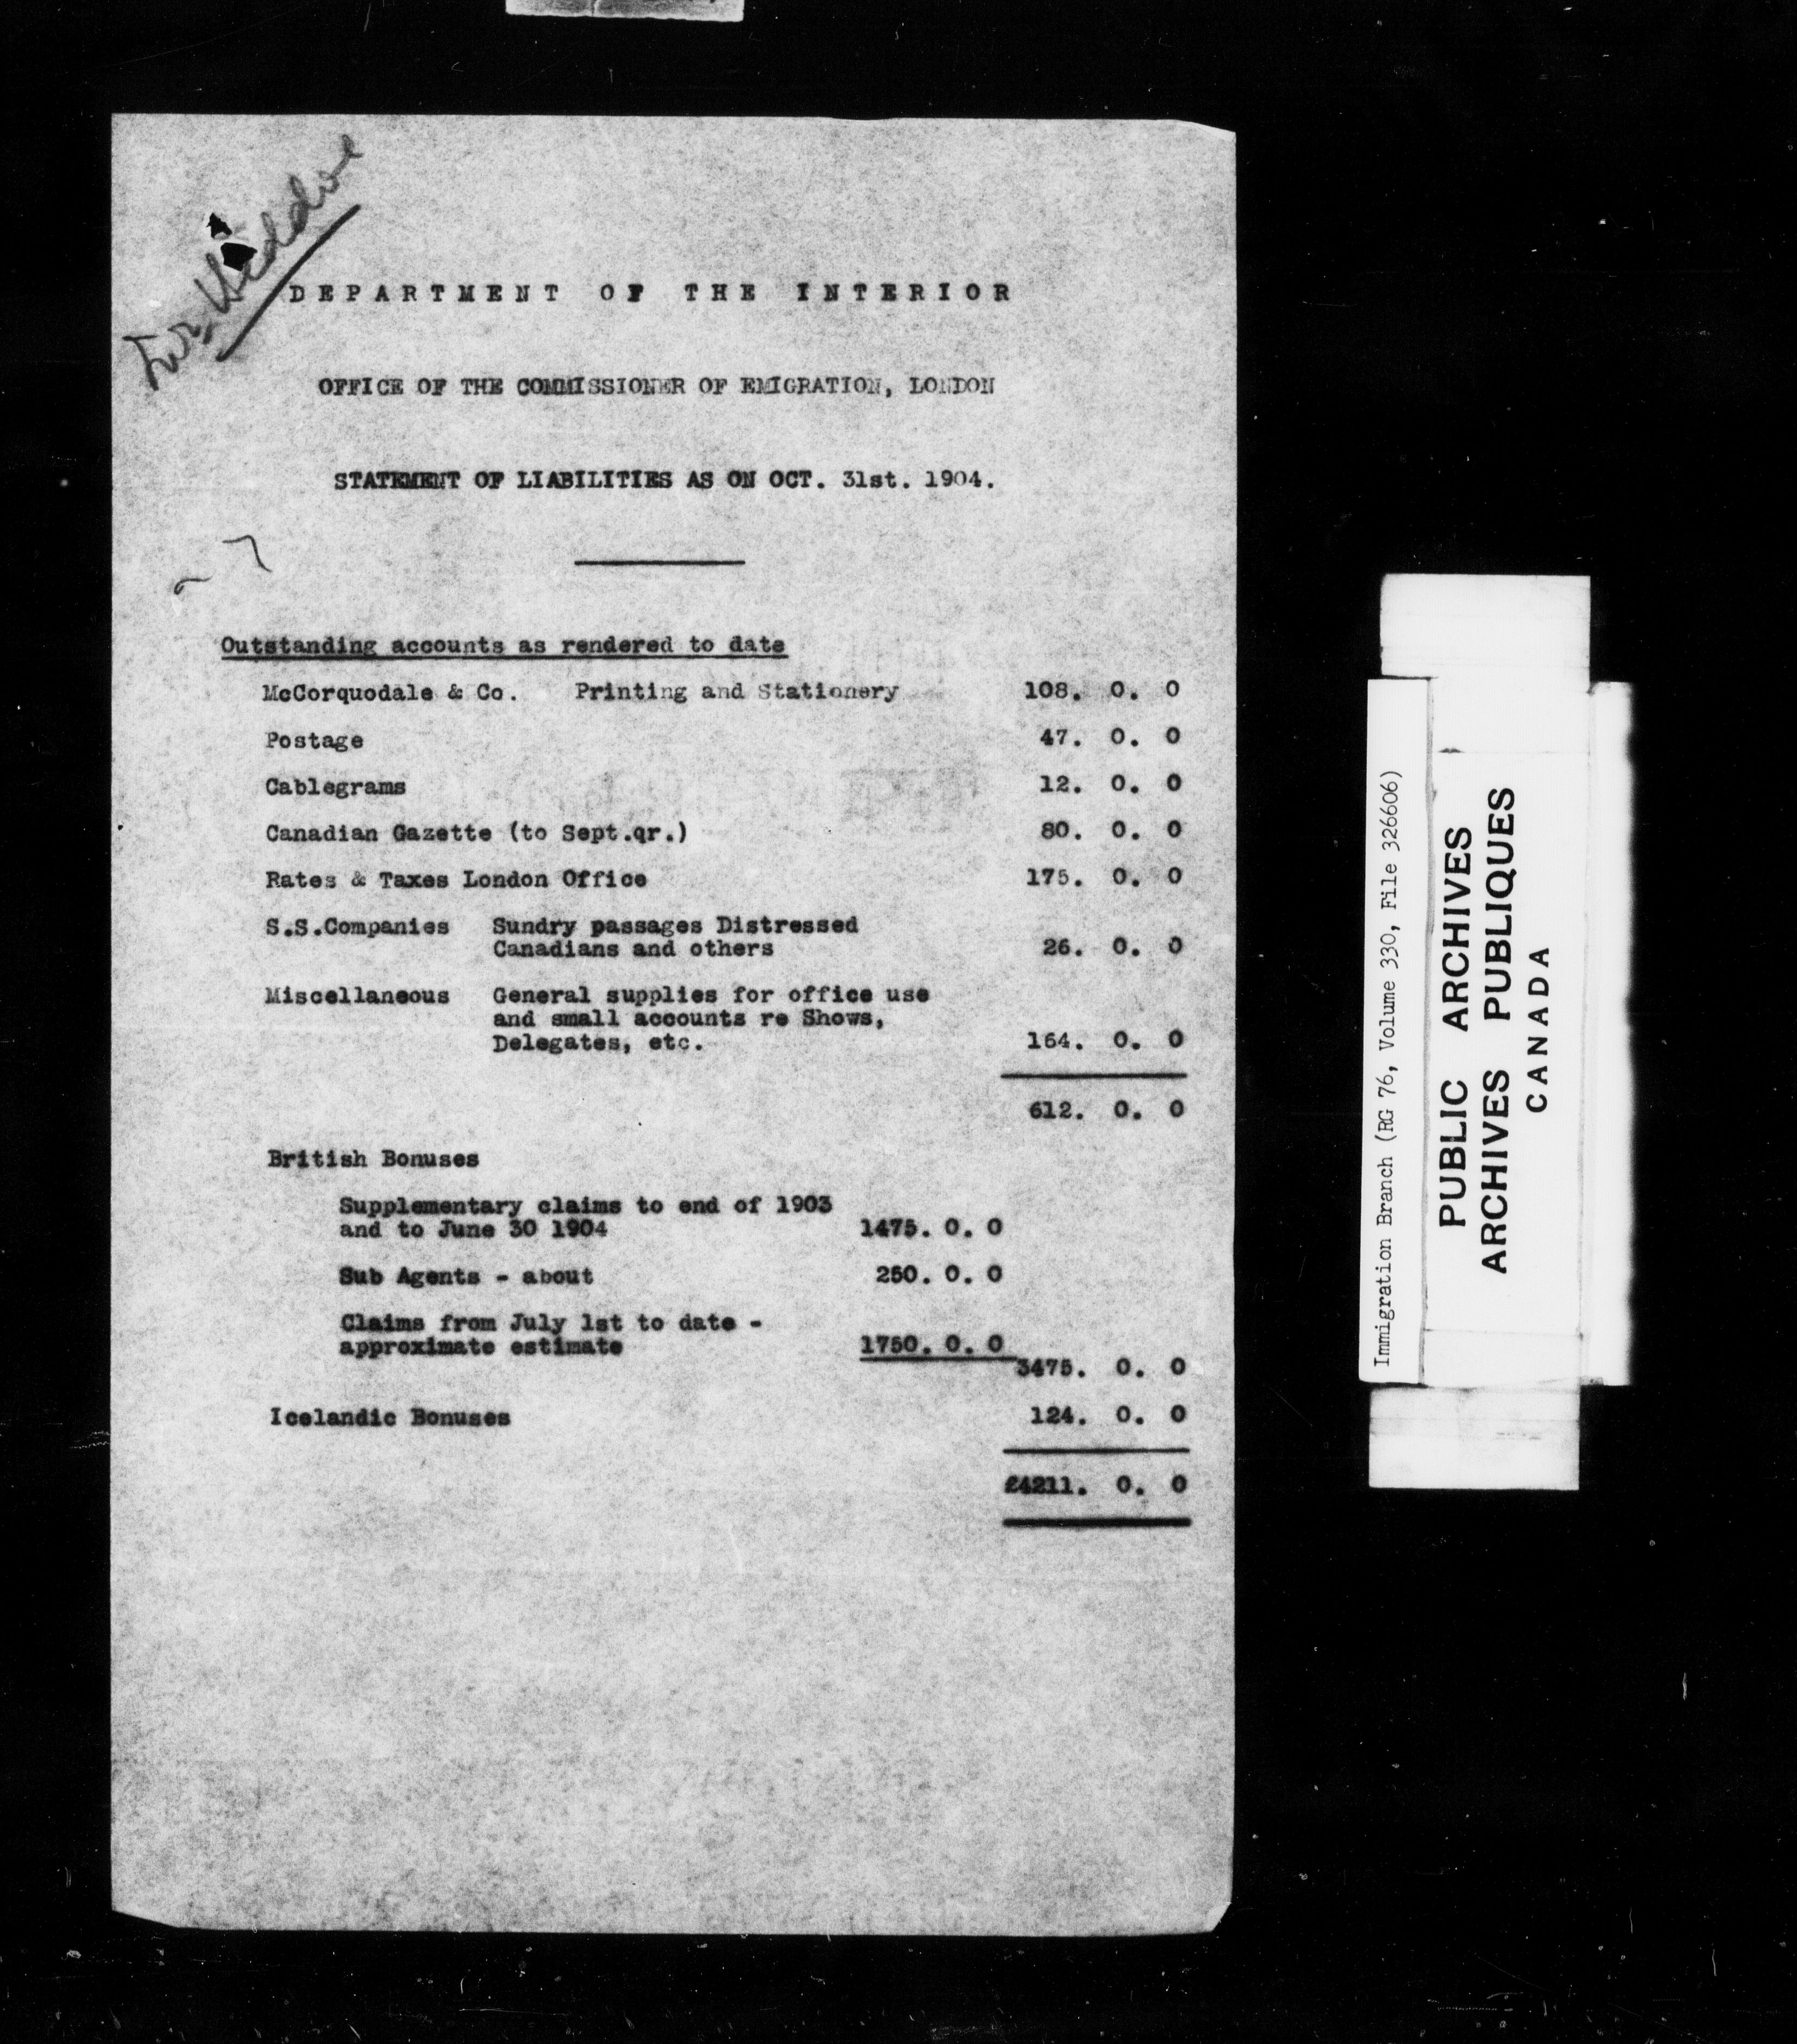 DEPARTMENT OF THE INTERIOR
OFFICE OF THE COMMISSIONER OF EMIGRATION, LONDON
STATEMENT OF LIABILITIES AS ON OCT. 31st. 1904.
Outstanding accounts as rendered to date
McCorquodale & Co. Printing and Stationery 108. 0. 0
Postage 47. 0. 0
Cablegrams 12. 0. 0
Canadian Gazette (to Sept.qr.) 80. 0. 0
Rates & Taxes London Office 175. 0. 0
S.S.Companies Sundry passages Distressed
Canadians and others 26. 0. 0
Miscellaneous General supplies for office use
and small accounts re Shows,
Delegates, etc. 164. 0. 0
612. 0. 0
British Bonuses
Supplementary claims to end of 1903
and to June 30 1904 1475. 0. 0
Sub Agents - about 250. 0. 0
Claims from July 1st to date -
approximate estimate 1750. 0. 0
3475. 0. 0
Icelandic Bonuses 124. 0. 0
£4211. 0. 0
Immigration Branch (RG 76, Volume 330, File 326606)
PUBLIC ARCHIVES
ARCHIVES PUBLIQUES
CANADA